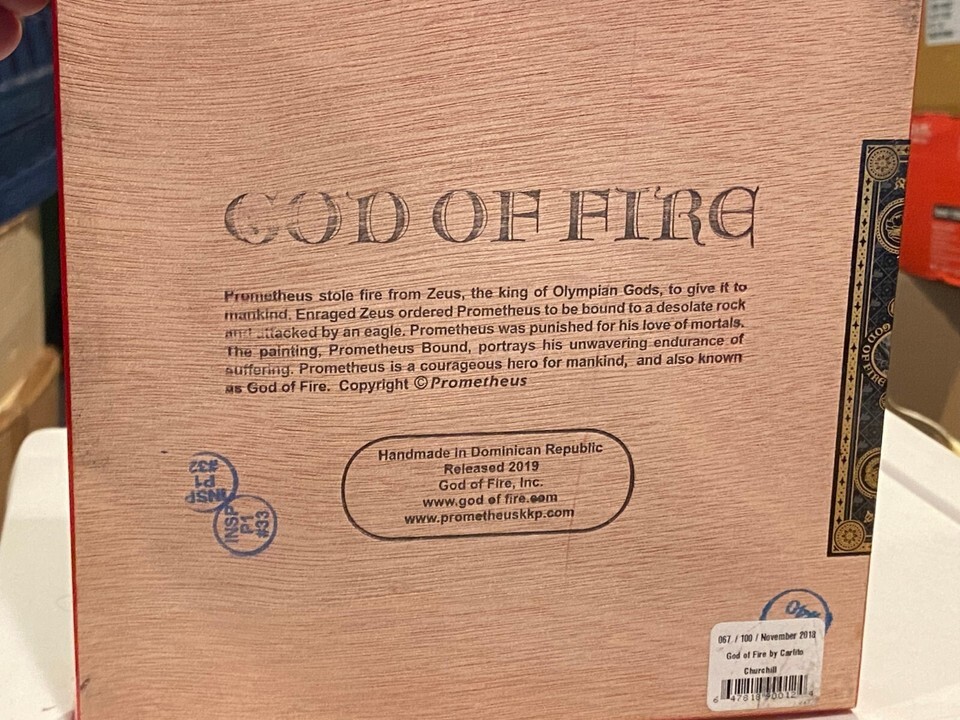 GOD OF FIRE
Prometheus stole fire from Zeus, the king of Olympian Gods, to give it to
mankind. Enraged Zeus ordered Prometheus to be bound to a desolate rock
and attacked by an eagle. Prometheus was punished for his love of mortals.
The painting, Prometheus Bound, portrays his unwavering endurance of
suffering. Prometheus is a courageous hero for mankind, and also known
as God of Fire. Copyright © Prometheus
Handmade in Dominican Republic
Released 2019
God of Fire, Inc.
www.god of fire.com
www.prometheuskkp.com
INSP
P1
#32
INSP
P1
#33
GOD OF FIRE
067 / 100 / November 2018
God of Fire by Carlito
Churchill